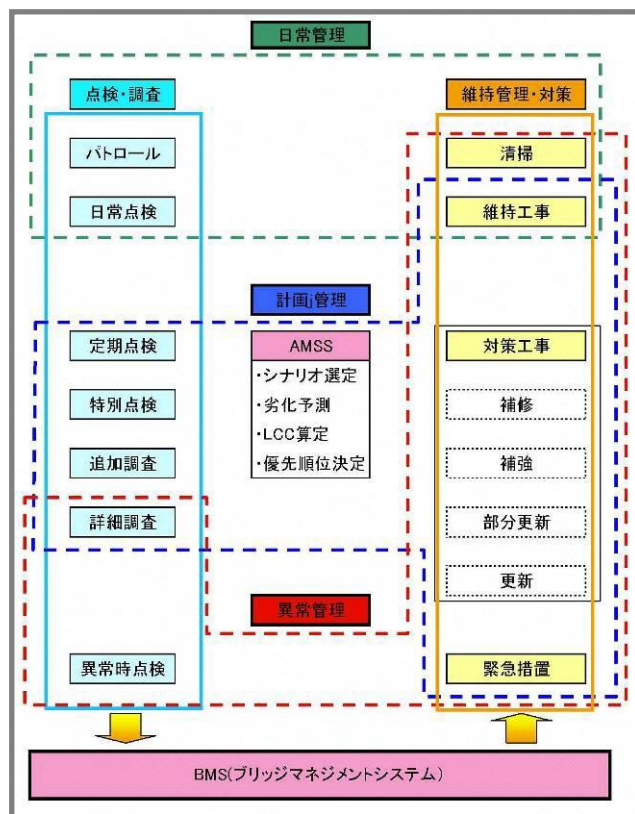 日常管理
点検・調査
維持管理・対策
パトロール
清掃
日常点検
維持工事
計画j管理
定期点検
AMSS
対策工事
・シナリオ選定
特別点検
・劣化予測
補修
・LCC算定
追加調査
・優先順位決定
補強
詳細調査
部分更新
更新
異常管理
異常時点検
緊急措置
BMS(ブリッジマネジメントシステム)